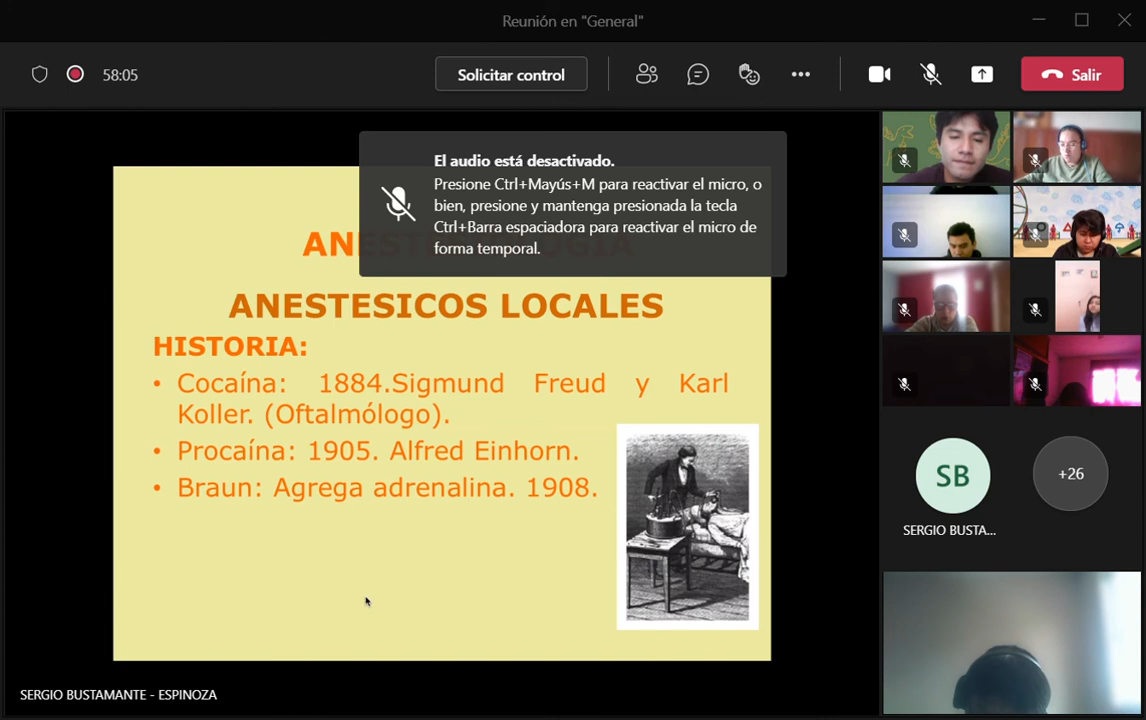 Reunión en "General"
58:05
Solicitar control
Salir
El audio está desactivado.
Presione Ctrl+Mayús+M para reactivar el micro, o
bien, presione y mantenga presionada la tecla
Ctrl+Barra espaciadora para reactivar el micro de
forma temporal.
ANESTESIOLOGIA
ANESTESICOS LOCALES
HISTORIA:
• Cocaína: 1884.Sigmund Freud y Karl
Koller. (Oftalmólogo).
• Procaína: 1905. Alfred Einhorn.
• Braun: Agrega adrenalina. 1908.
SB
+26
SERGIO BUSTA...
SERGIO BUSTAMANTE - ESPINOZA